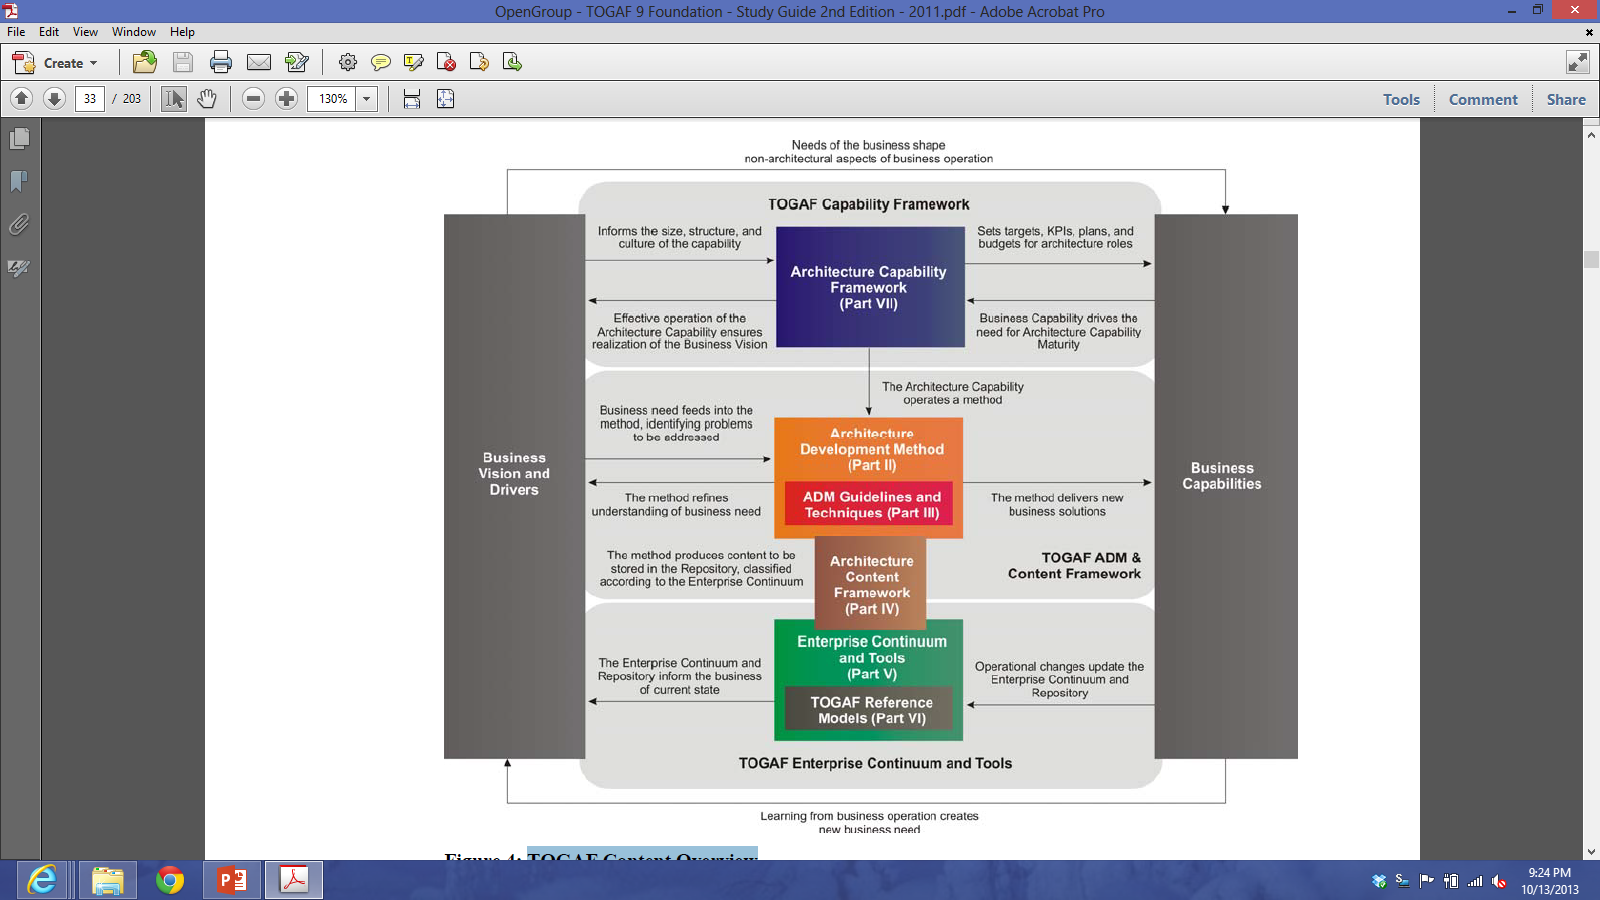 OpenGroup - TOGAF 9 Foundation - Study Guide 2nd Edition - 2011.pdf - Adobe Acrobat Pro
File Edit View Window Help
Create
33 / 203
130%
Tools Comment Share
Needs of the business shape
non-architectural aspects of business operation
TOGAF Capability Framework
Informs the size, structure, and
culture of the capability
Sets targets, KPIs, plans, and
budgets for architecture roles
Architecture Capability
Framework
(Part VII)
Effective operation of the
Architecture Capability ensures
realization of the Business Vision
Business Capability drives the
need for Architecture Capability
Maturity
The Architecture Capability
operates a method
Business need feeds into the
method, identifying problems
to be addressed
Architecture
Development Method
(Part II)
Business
Vision and
Drivers
Business
Capabilities
ADM Guidelines and
Techniques (Part III)
The method refines
understanding of business need
The method delivers new
business solutions
The method produces content to be
stored in the Repository, classified
according to the Enterprise Continuum
Architecture
Content
Framework
(Part IV)
TOGAF ADM &
Content Framework
Enterprise Continuum
and Tools
(Part V)
The Enterprise Continuum and
Repository inform the business
of current state
Operational changes update the
Enterprise Continuum and
Repository
TOGAF Reference
Models (Part VI)
TOGAF Enterprise Continuum and Tools
Learning from business operation creates
new business need
Figure 4: TOGAF Content Overview
9:24 PM
10/13/2013